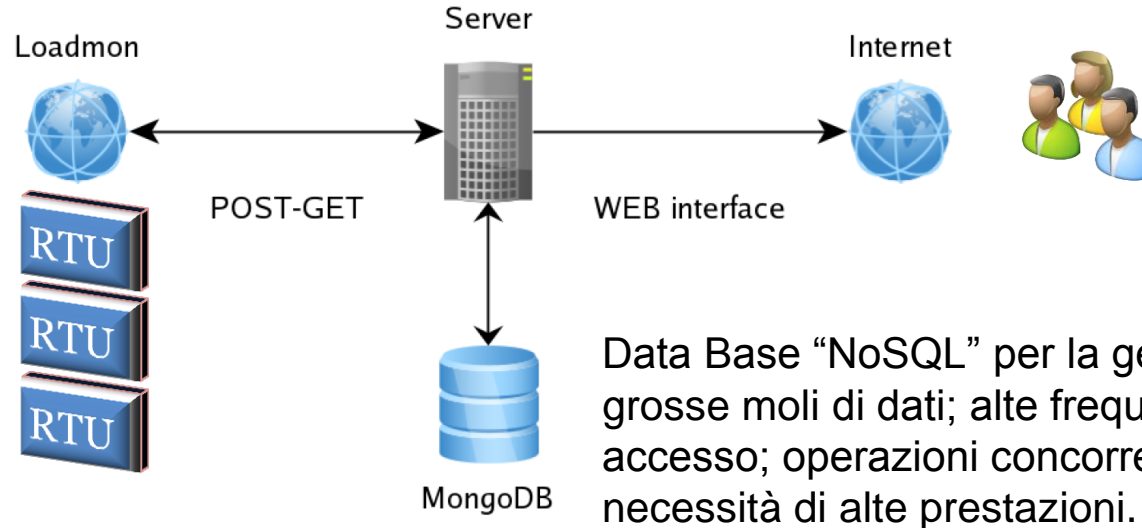 Server
Loadmon
Internet
POST-GET
WEB interface
RTU
RTU
RTU
Data Base “NoSQL” per la
grosse moli di dati; alte
accesso; operazioni
necessità di alte prestazioni.
MongoDB